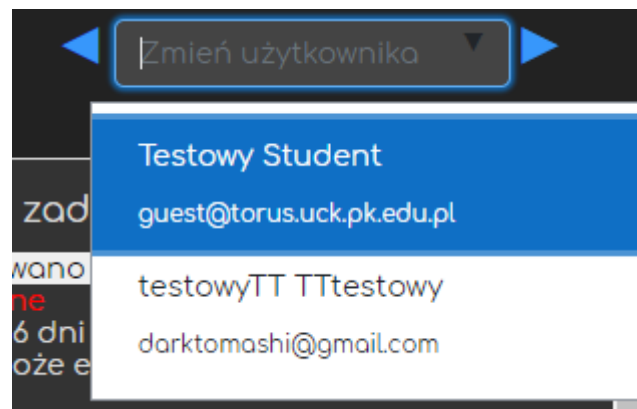 Zmień użytkownika
Testowy Student
zad
guest@torus.uck.pk.edu.pl
wano
testowyTT TTtestowy
ne
6 dni
darktomashi@gmail.com
oże e